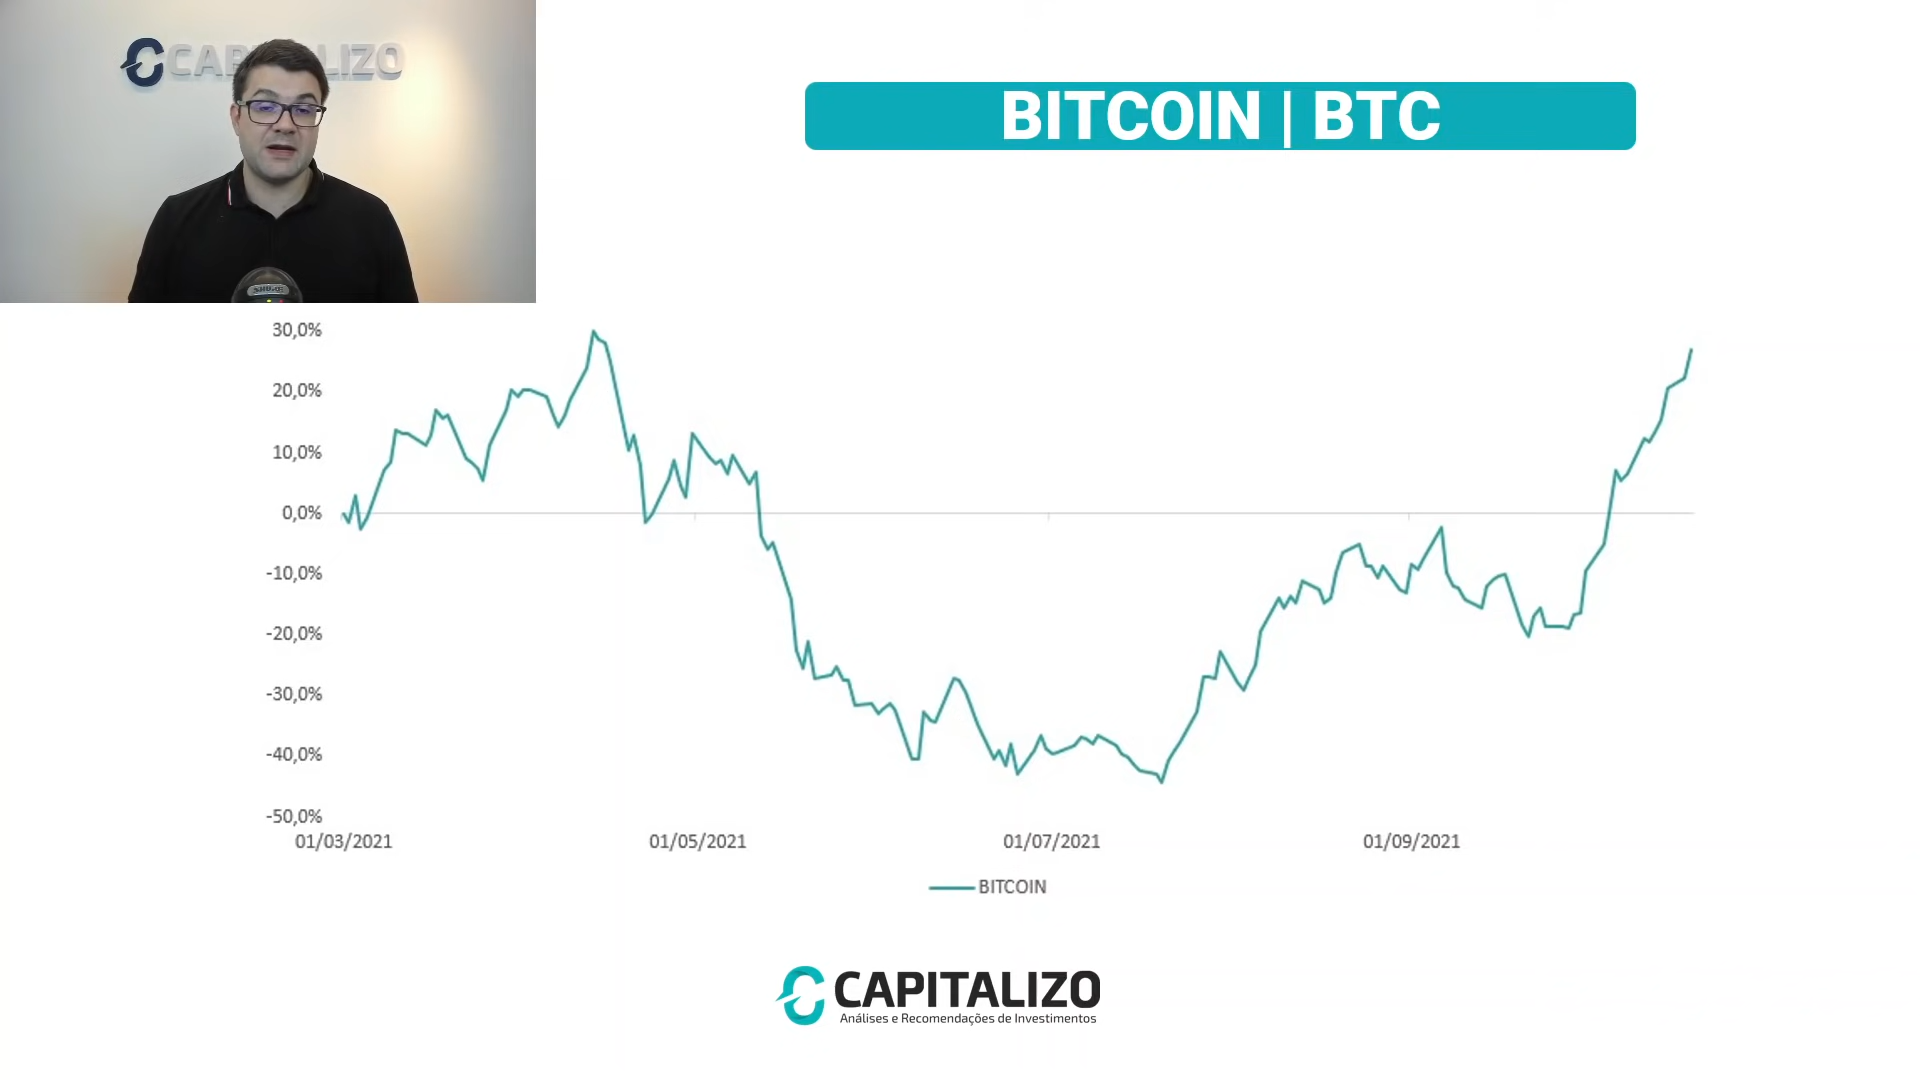 CAPITALIZO
BITCOIN | BTC
30,0%
20,0%
10,0%
0,0%
-10,0%
-20,0%
-30,0%
-40,0%
-50,0%
01/03/2021 01/05/2021 01/07/2021 01/09/2021
BITCOIN
CAPITALIZO
Análises e Recomendações de Investimentos